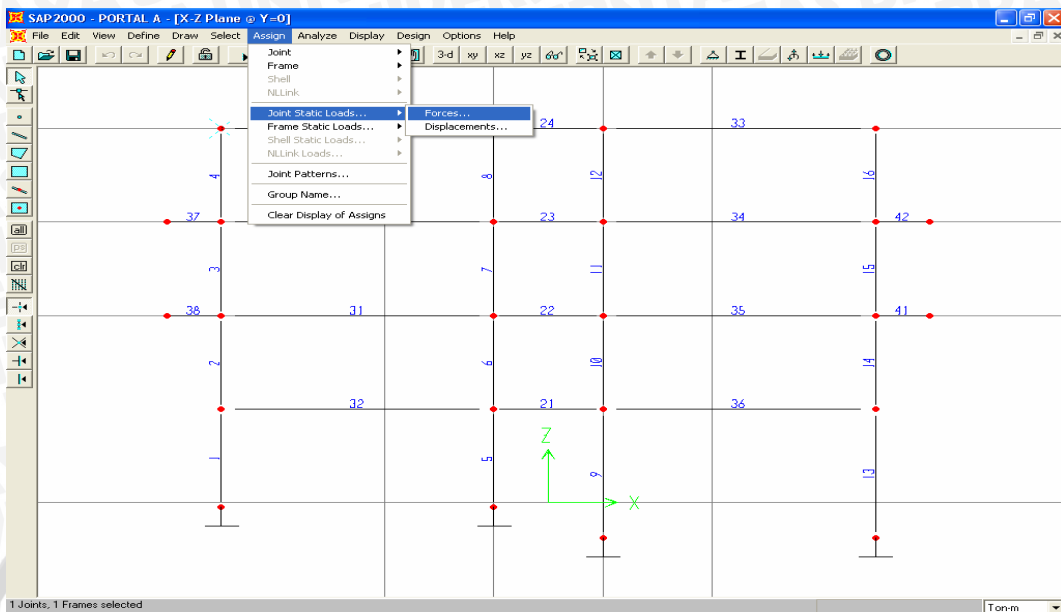 SAP2000 - PORTAL A - [X-Z Plane @ Y=0]
File Edit View Define Draw Select Assign Analyze Display Design Options Help
3-d xy xz yz
Joint
Frame
Shell
NLLink
Joint Static Loads...
Forces...
Frame Static Loads...
Displacements...
Shell Static Loads...
NLLink Loads...
Joint Patterns...
Group Name...
Clear Display of Assigns
all
ps
clr
24 33
4 8 12 16
37 23 34 42
3 7 11 15
38 31 22 35 41
2 6 10 14
32 21 36
Z
1 5 9 13
X
1 Joints, 1 Frames selected
Ton-m